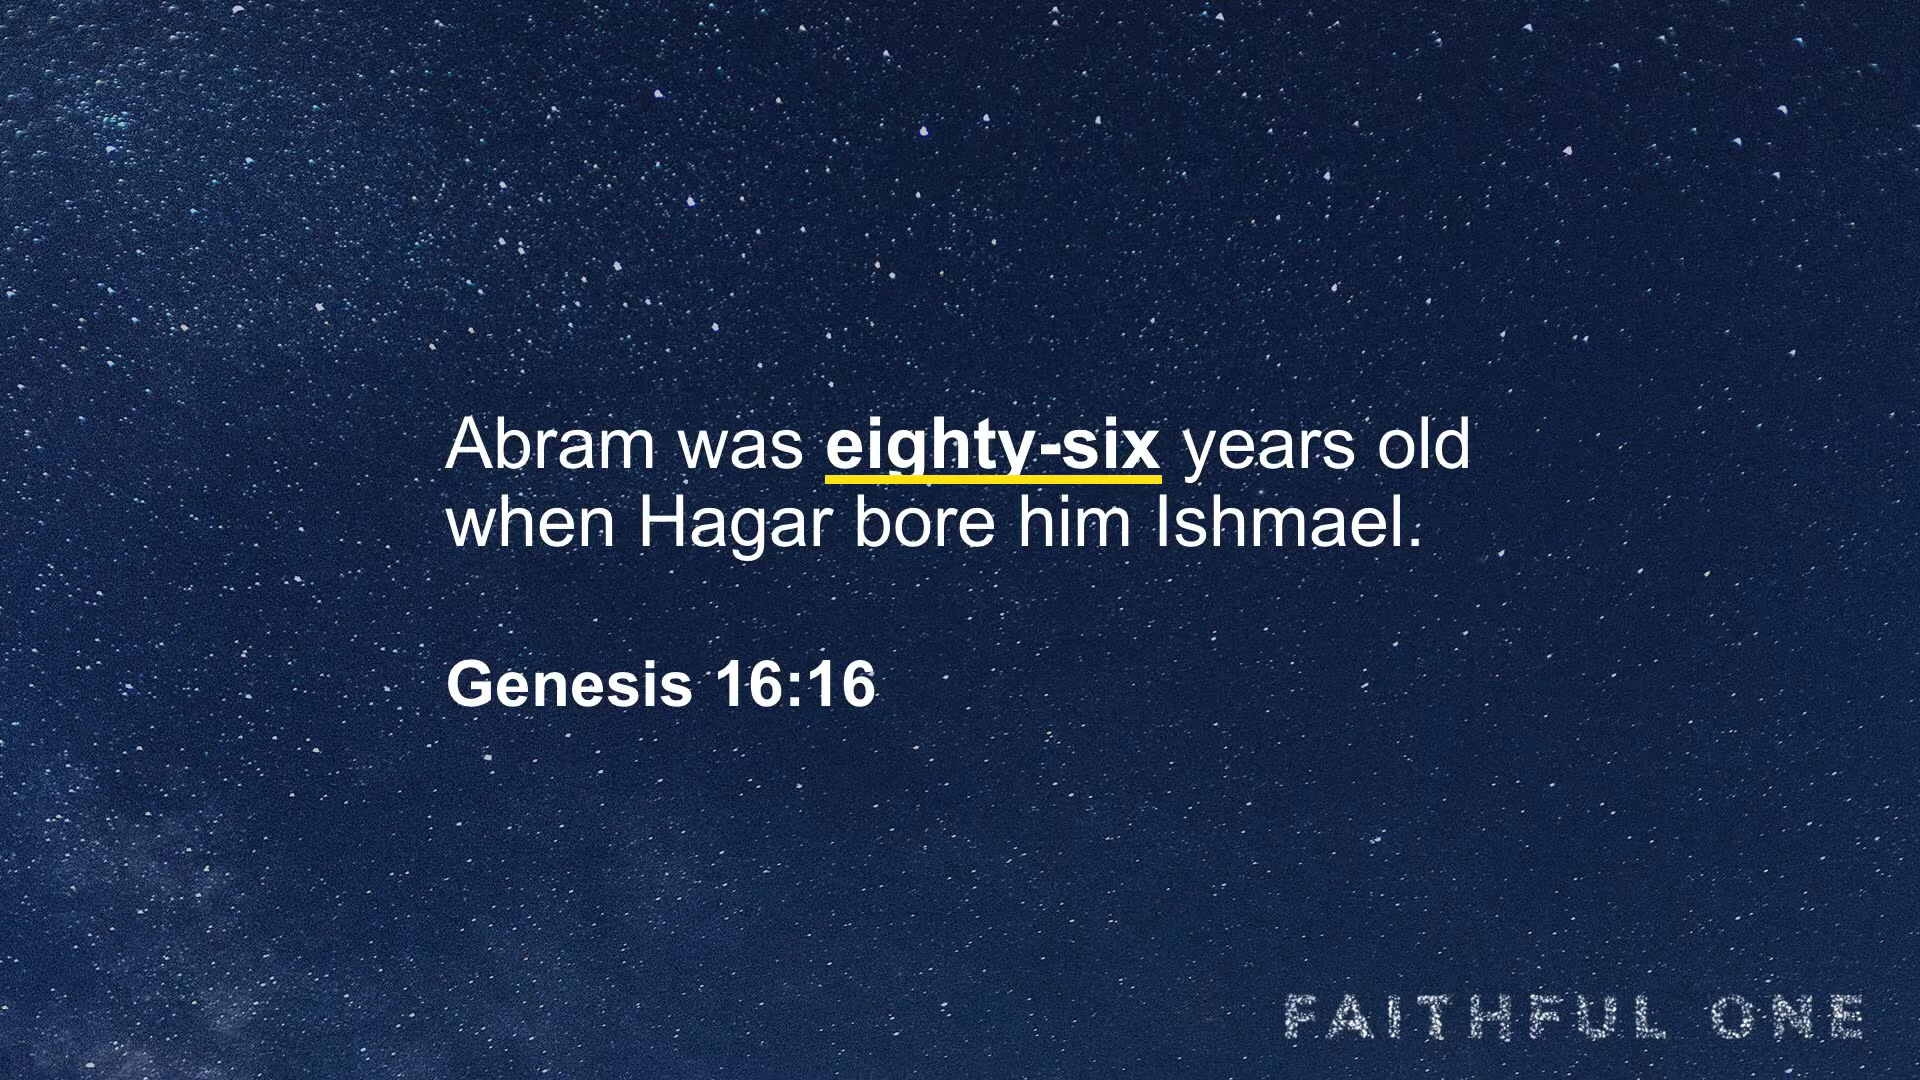 Abram was eighty-six years old
when Hagar bore him Ishmael.
Genesis 16:16
FAITHFUL ONE